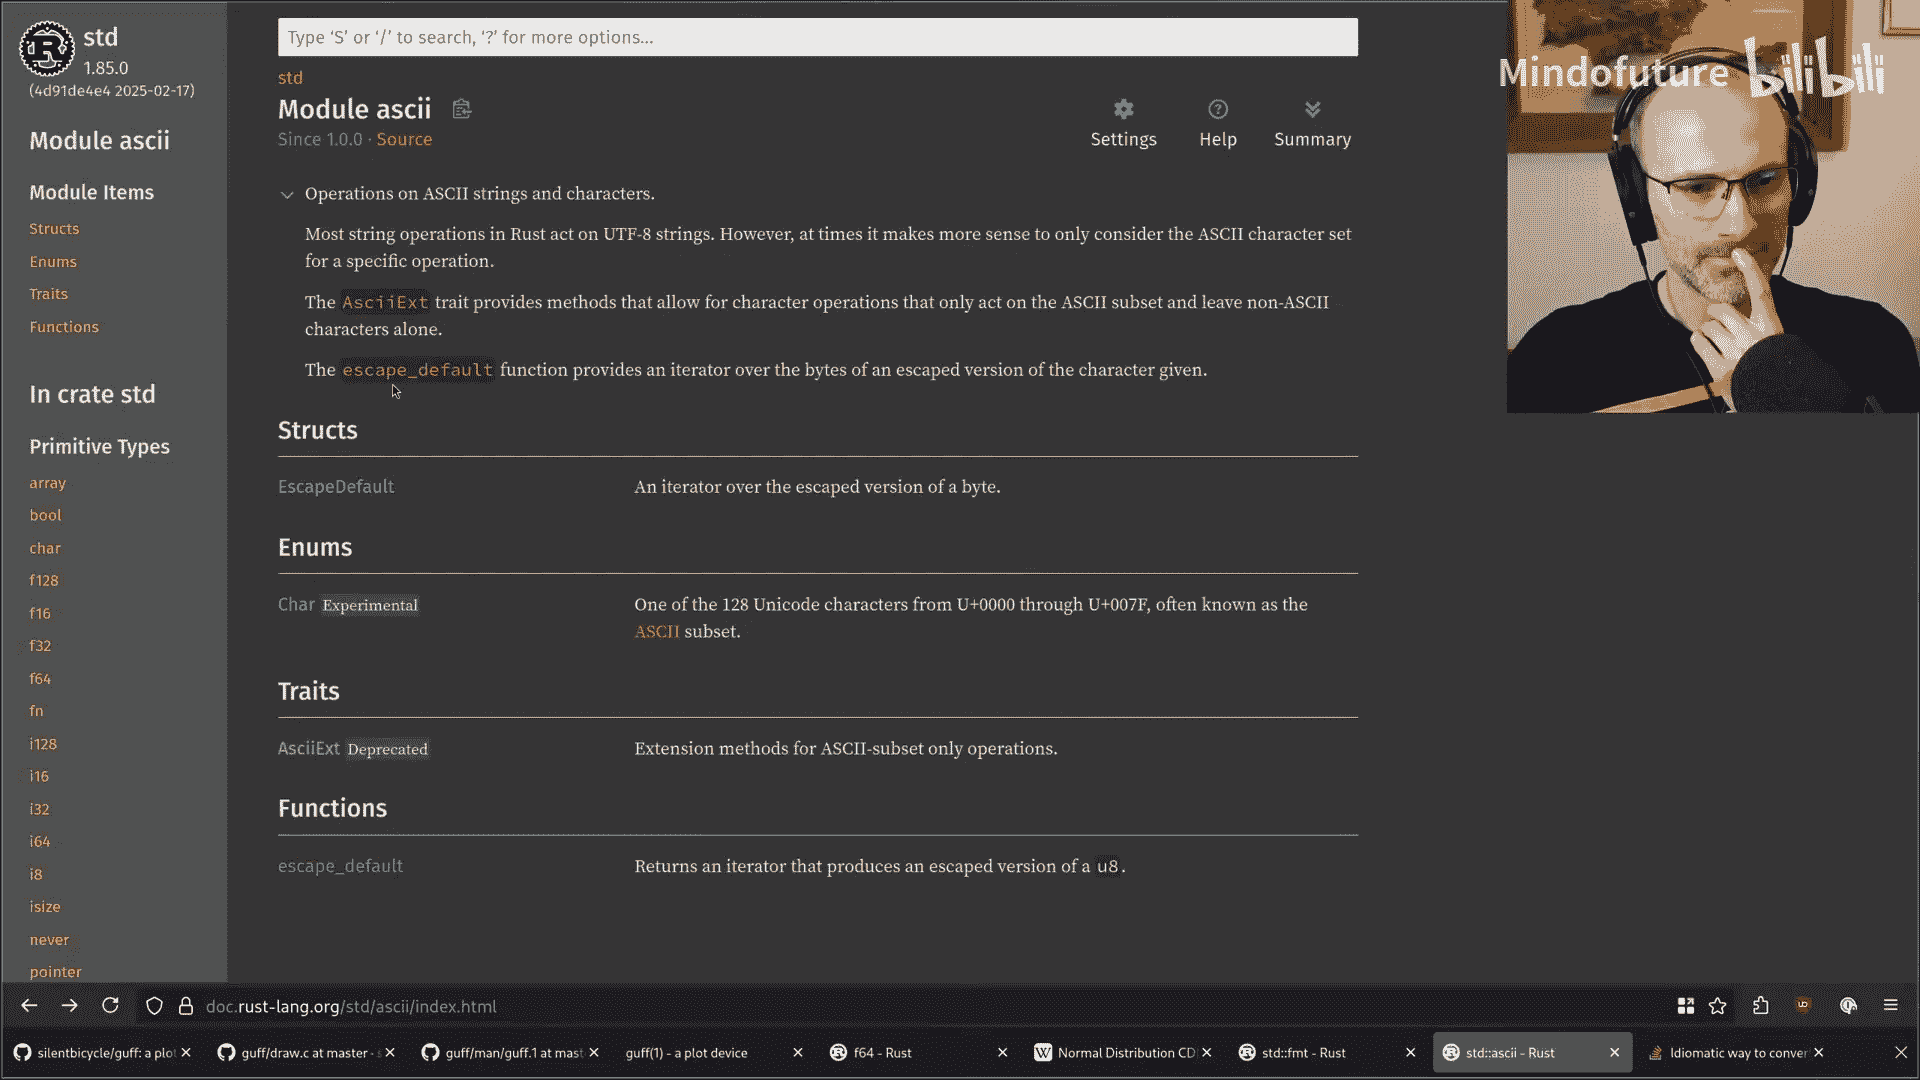 std
1.85.0
(4d91de4e4 2025-02-17)
Module ascii
Module Items
Structs
Enums
Traits
Functions
In crate std
Primitive Types
array
bool
char
f128
f16
f32
f64
fn
i128
i16
i32
i64
i8
isize
never
pointer
Type ‘S’ or ‘/’ to search, ‘?’ for more options…
std
Module ascii
Since 1.0.0 · Source
Settings
Help
Summary
Operations on ASCII strings and characters.
Most string operations in Rust act on UTF-8 strings. However, at times it makes more sense to only consider the ASCII character set
for a specific operation.
The AsciiExt trait provides methods that allow for character operations that only act on the ASCII subset and leave non-ASCII
characters alone.
The escape_default function provides an iterator over the bytes of an escaped version of the character given.
Structs
EscapeDefault An iterator over the escaped version of a byte.
Enums
Char Experimental One of the 128 Unicode characters from U+0000 through U+007F, often known as the
ASCII subset.
Traits
AsciiExt Deprecated Extension methods for ASCII-subset only operations.
Functions
escape_default Returns an iterator that produces an escaped version of a u8.
Mindofuture bilibili
doc.rust-lang.org/std/ascii/index.html
silentbicycle/guff: a plot
guff/draw.c at master ·
guff/man/guff.1 at mast
guff(1) - a plot device
f64 - Rust
Normal Distribution CD
std::fmt - Rust
std::ascii - Rust
Idiomatic way to conver